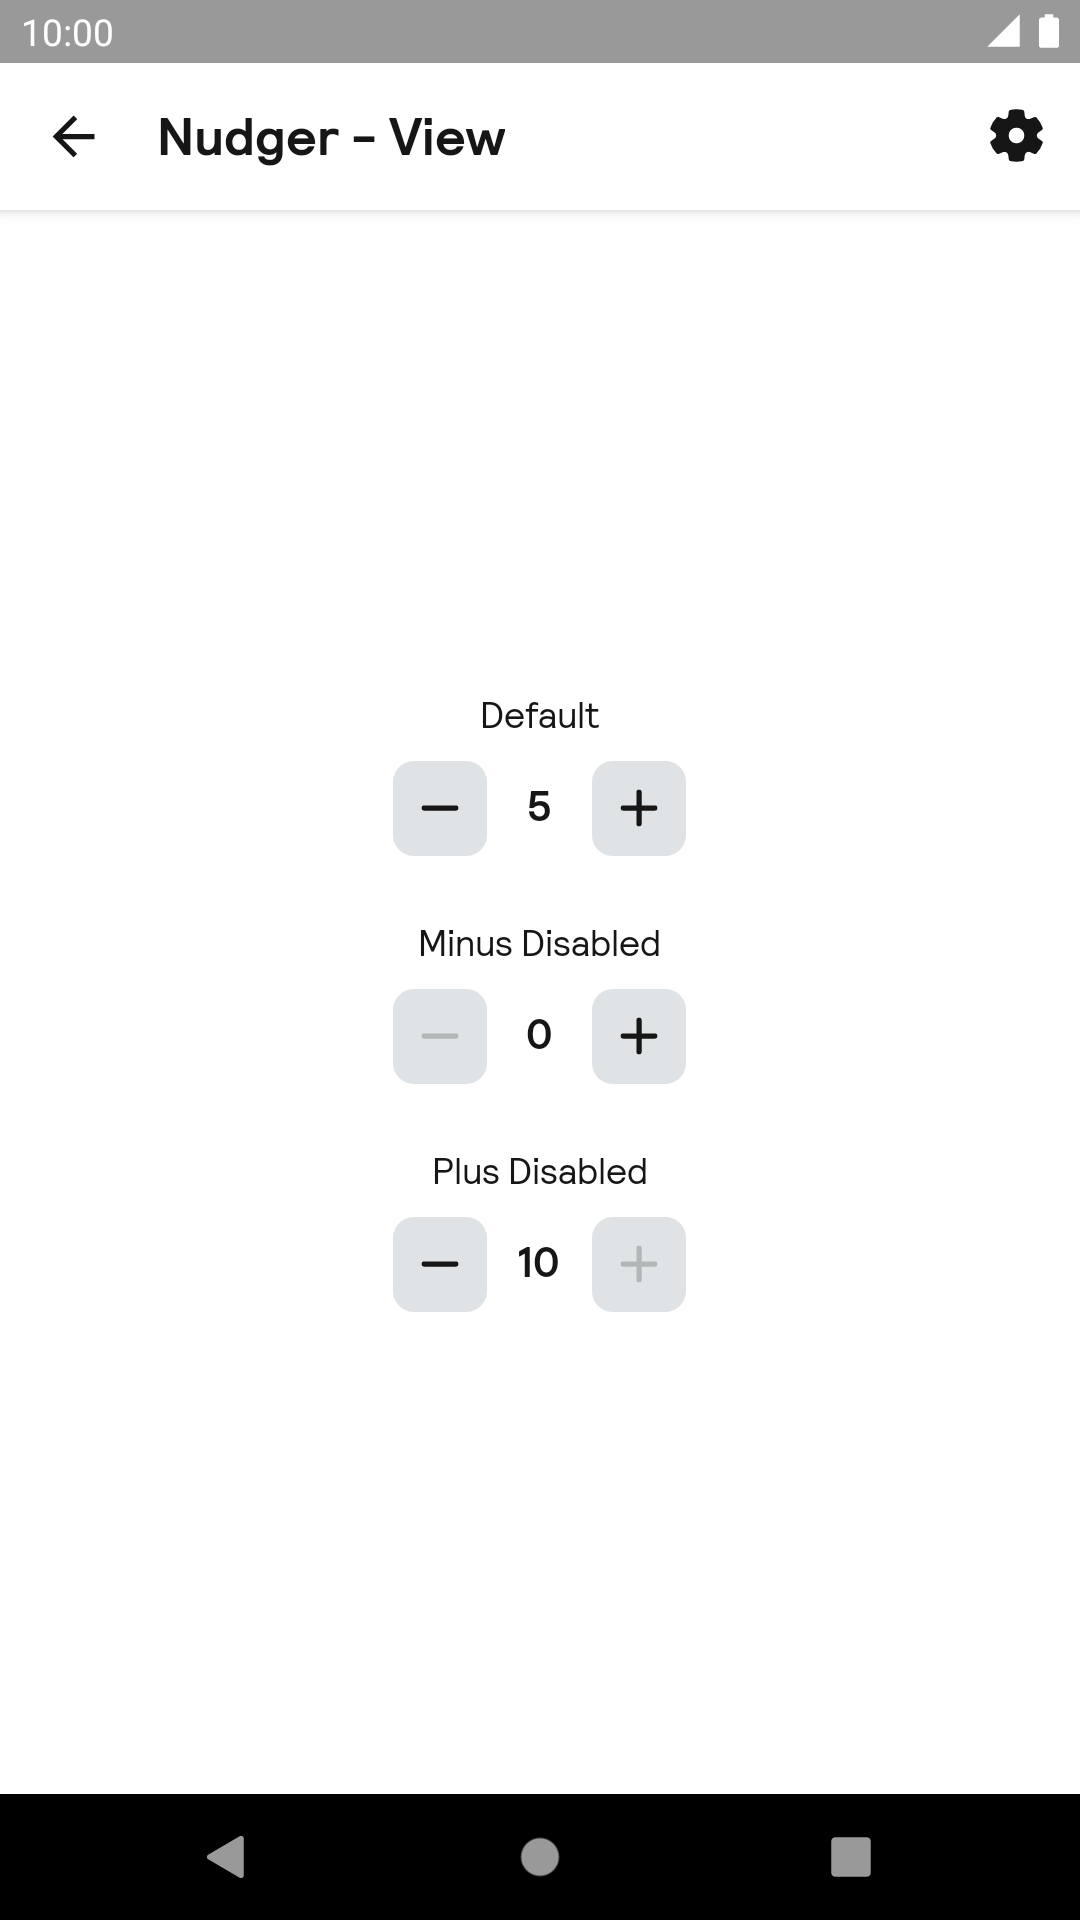 10:00
Nudger - View
Default
5
Minus Disabled
0
Plus Disabled
10